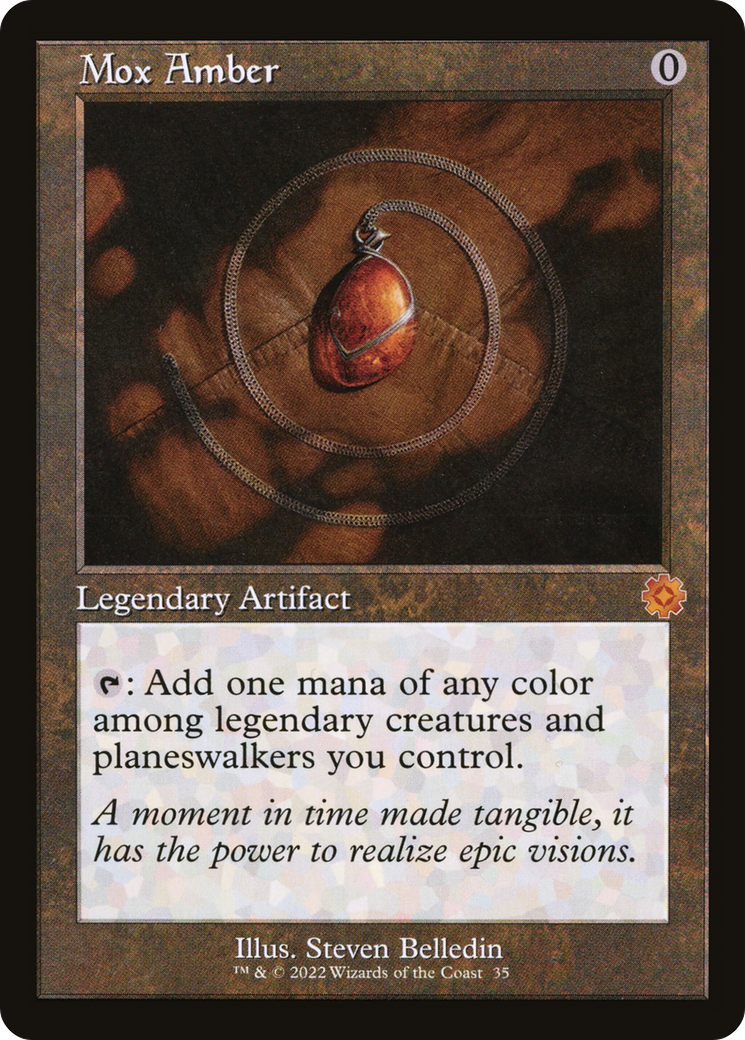 Mox Amber 0
Legendary Artifact
: Add one mana of any color
among legendary creatures and
planeswalkers you control.
A moment in time made tangible, it
has the power to realize epic visions.
Illus. Steven Belledin
™ & © 2022 Wizards of the Coast 35